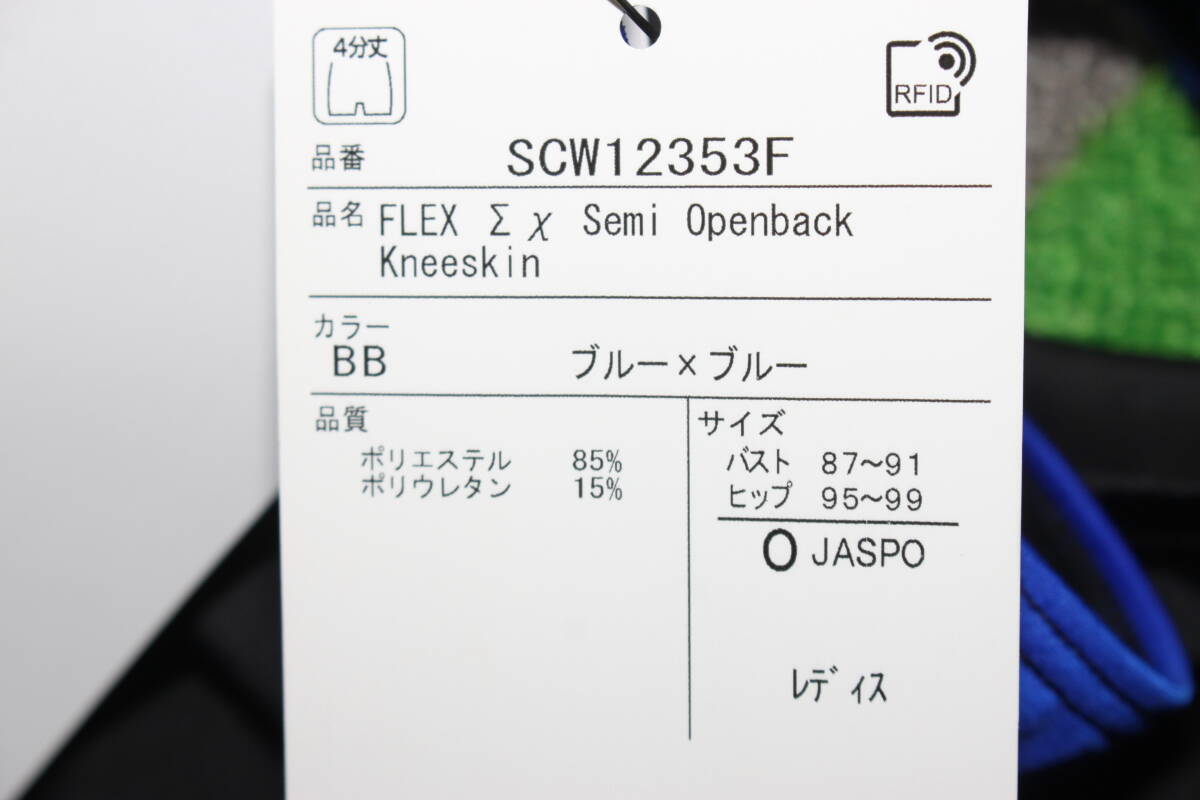 4分丈
RFID
品番 SCW12353F
品名 FLEX Σχ Semi Openback
Kneeskin
カラー
BB ブルー×ブルー
品質
ポリエステル 85%
ポリウレタン 15%
サイズ
バスト 87～91
ヒップ 95～99
O JASPO
レディス